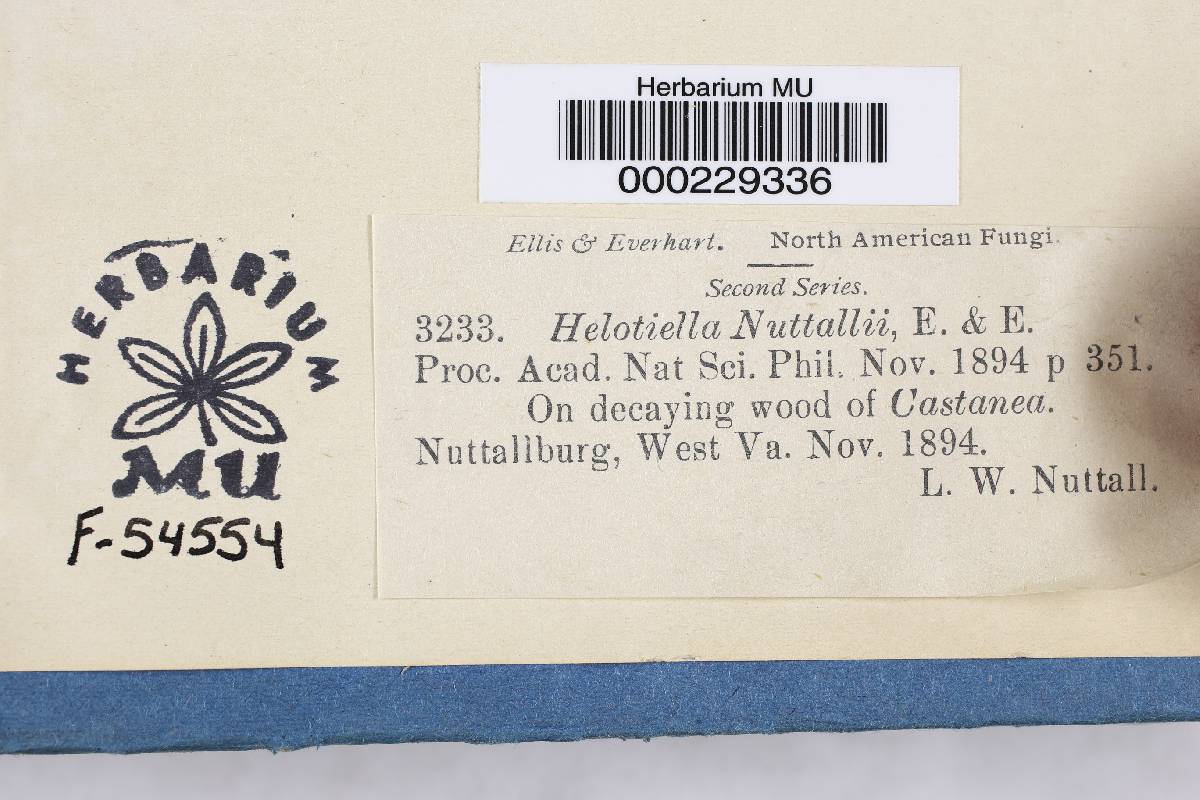 Herbarium MU
000229336
Ellis & Everhart. North American Fungi.
Second Series.
3233. Helotiella Nuttallii, E. & E.
Proc. Acad. Nat Sci. Phil. Nov. 1894 p 351.
On decaying wood of Castanea.
Nuttallburg, West Va. Nov. 1894.
L. W. Nuttall.
HERBARIUM
MU
F-54554